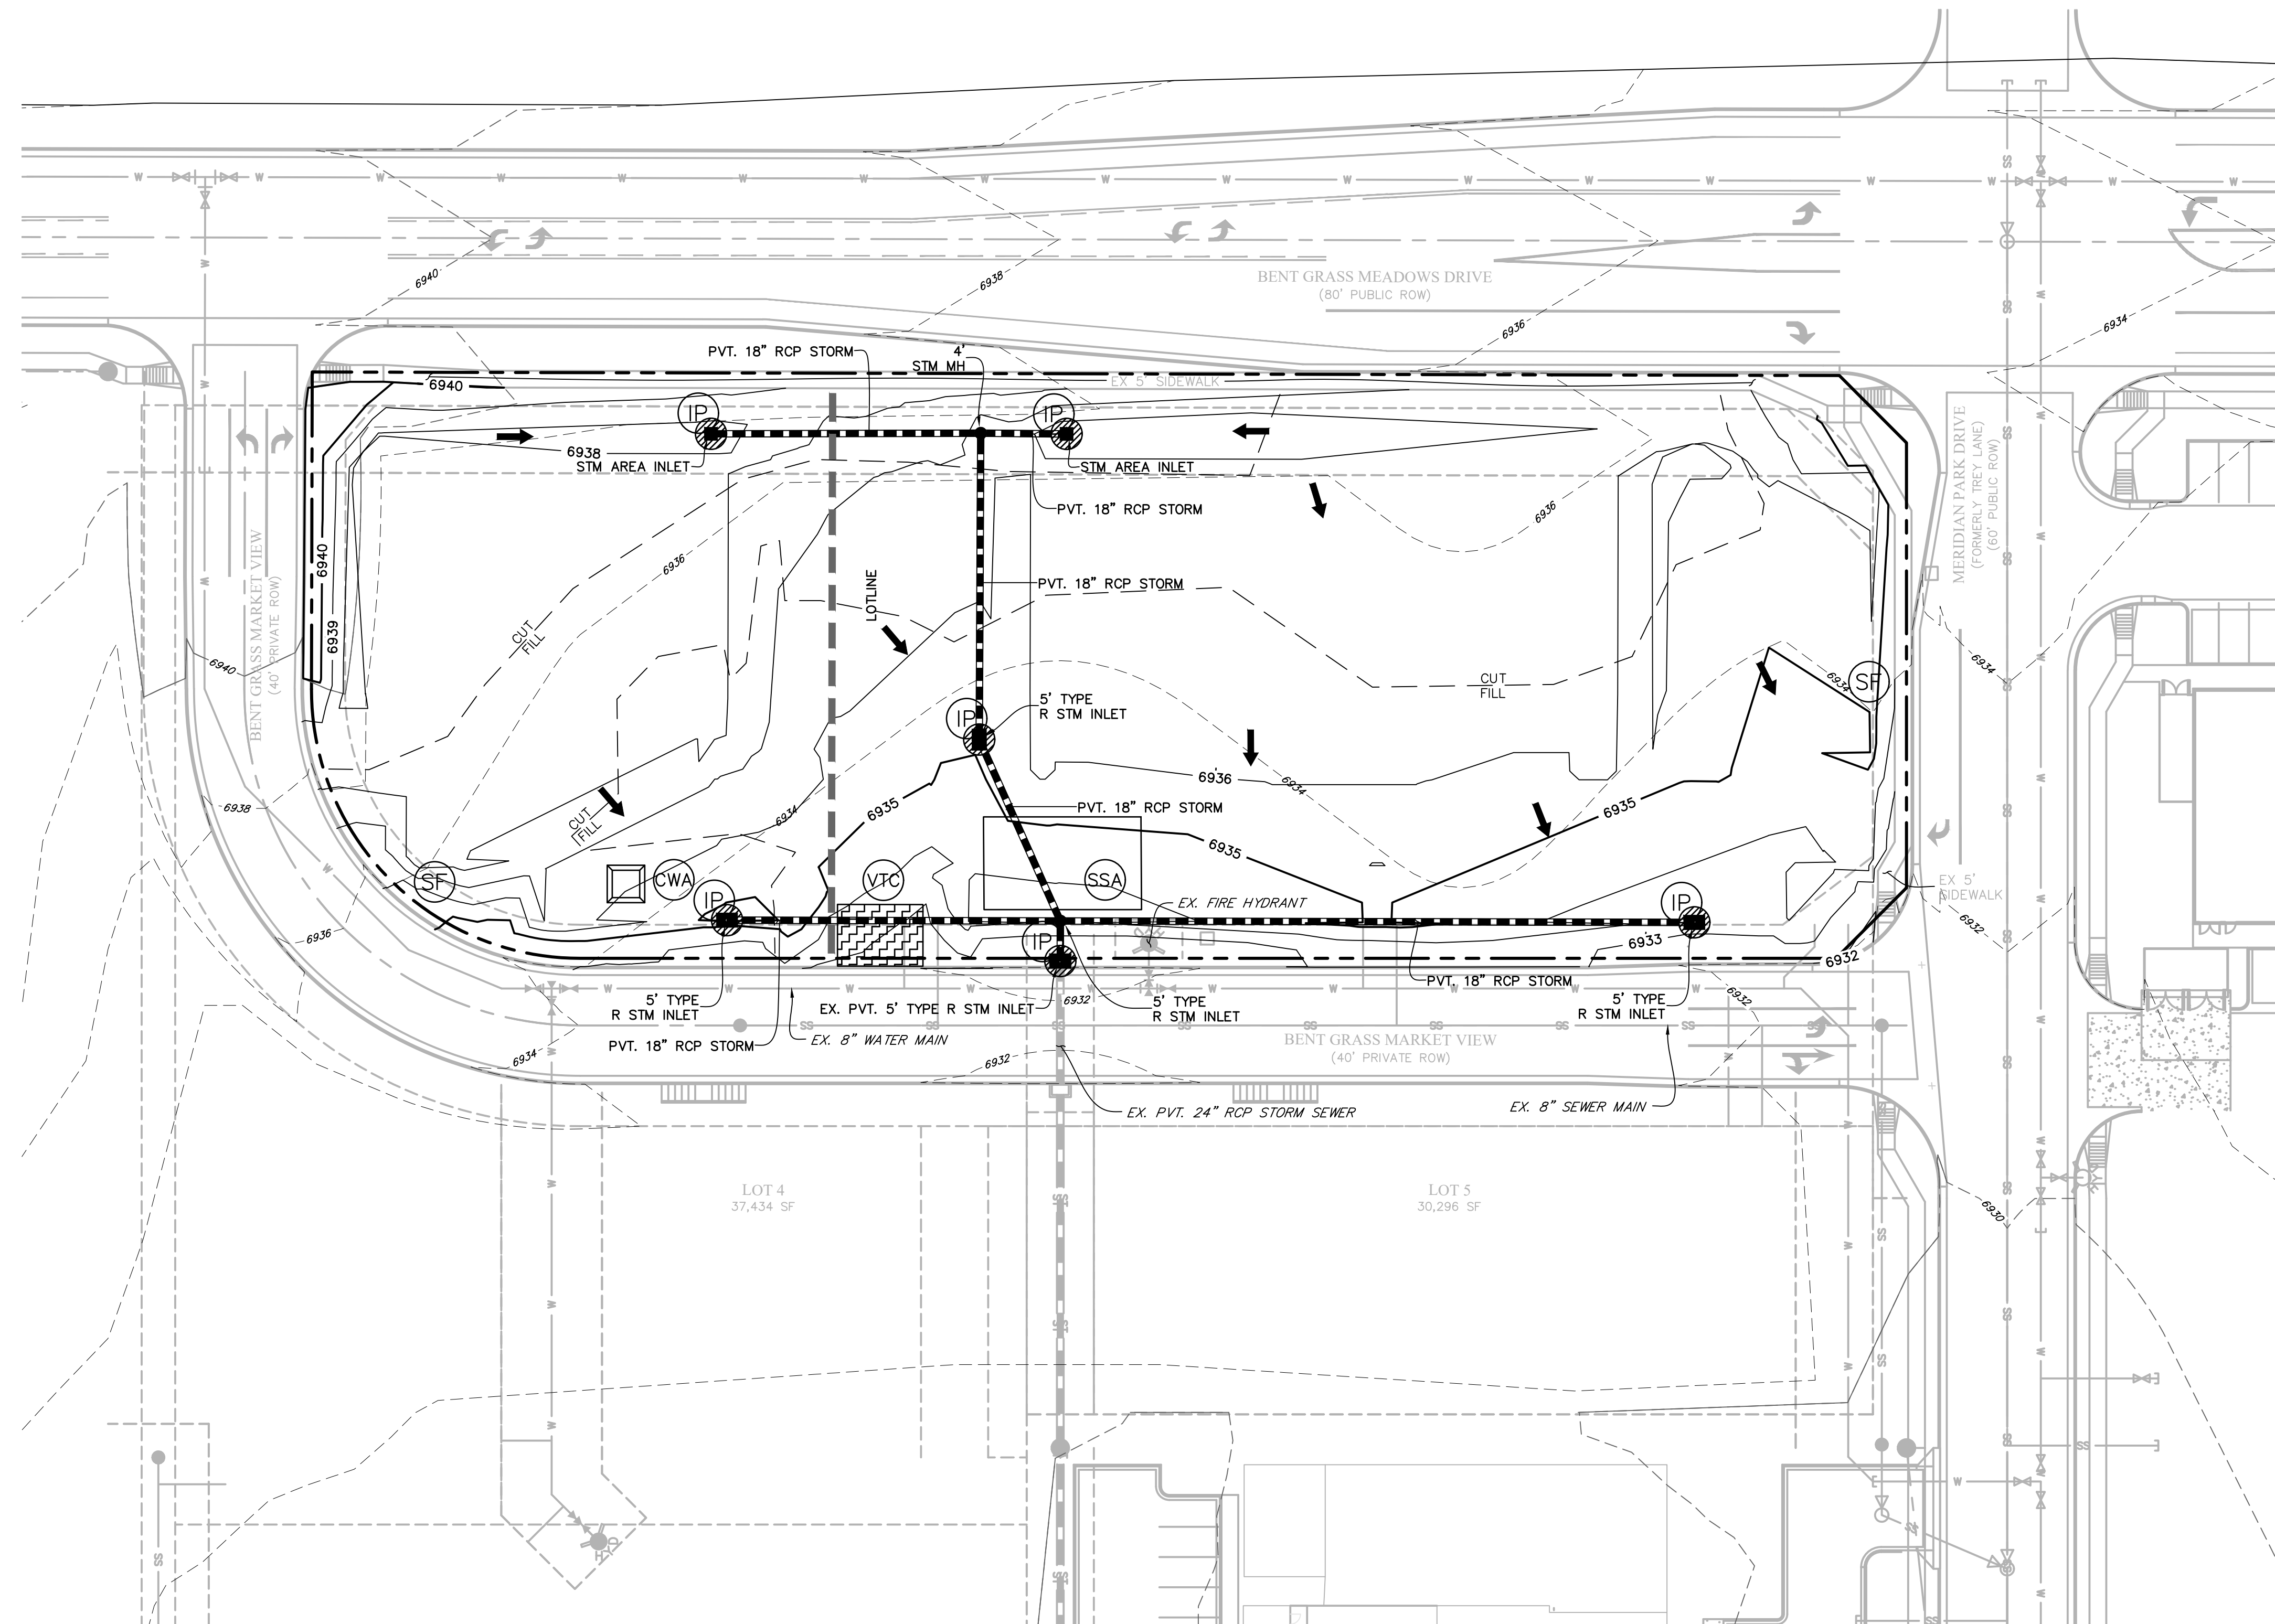 6940
6938
BENT GRASS MEADOWS DRIVE
(80' PUBLIC ROW)
6936
6934
PVT. 18" RCP STORM
4'
STM MH
6940
EX 5' SIDEWALK
IP
IP
6938
STM AREA INLET
STM AREA INLET
PVT. 18" RCP STORM
6936
6936
MERIDIAN PARK DRIVE
(FORMERLY TREY LANE)
(60' PUBLIC ROW)
BENT GRASS MARKET VIEW
(40' PRIVATE ROW)
6940
6939
6940
CUT
FILL
LOTLINE
PVT. 18" RCP STORM
CUT
FILL
SF
6934
6934
5' TYPE
R STM INLET
IP
6936
6934
6938
6934
6935
PVT. 18" RCP STORM
6935
6935
CUT
FILL
SF
CWA
VTC
SSA
IP
IP
IP
EX. FIRE HYDRANT
EX 5'
SIDEWALK
6932
6936
6933
6932
PVT. 18" RCP STORM
5' TYPE
R STM INLET
EX. PVT. 5' TYPE R STM INLET
6932
5' TYPE
R STM INLET
5' TYPE
R STM INLET
6932
PVT. 18" RCP STORM
EX. 8" WATER MAIN
BENT GRASS MARKET VIEW
(40' PRIVATE ROW)
6934
6932
EX. PVT. 24" RCP STORM SEWER
EX. 8" SEWER MAIN
LOT 4
37,434 SF
LOT 5
30,296 SF
6930